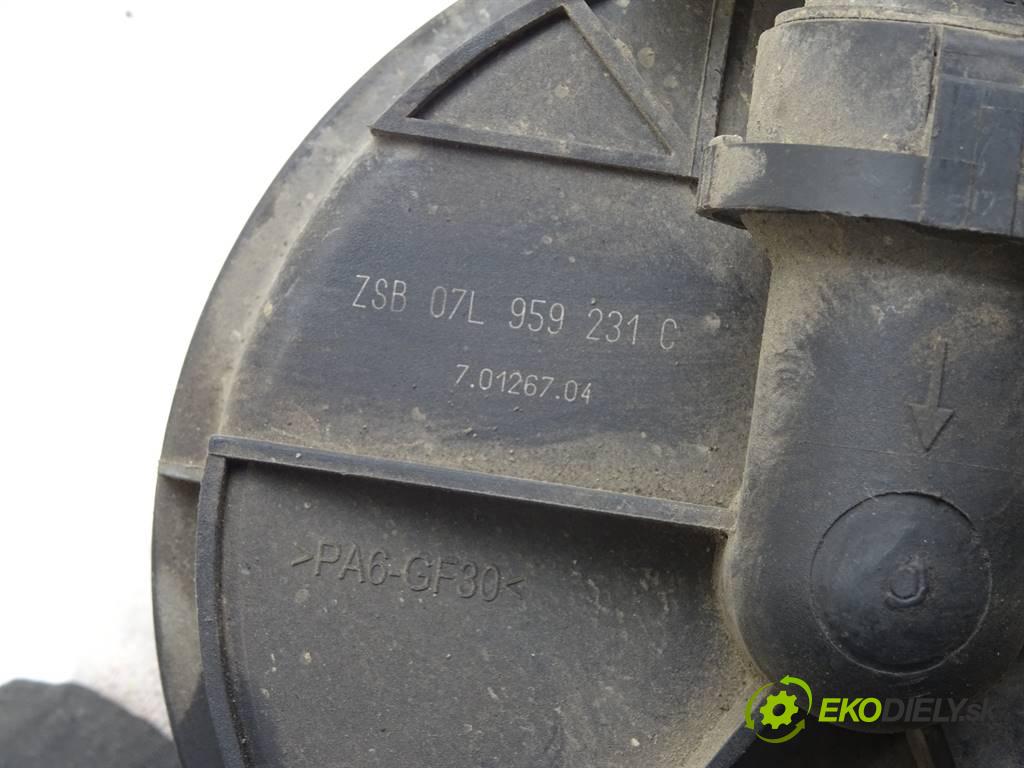 ZSB 07L 959 231 C
7.01267.04
>PA6-GF30<
EKODIELY.sk